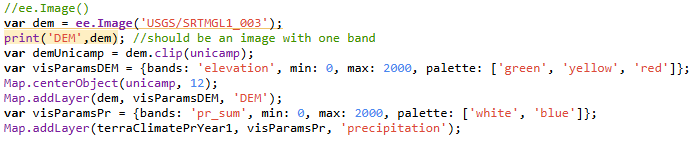 //ee.Image()
var dem = ee.Image('USGS/SRTMGL1_003');
print('DEM',dem); //should be an image with one band
var demUnicamp = dem.clip(unicamp);
var visParamsDEM = {bands: 'elevation', min: 0, max: 2000, palette: ['green', 'yellow', 'red']};
Map.centerObject(unicamp, 12);
Map.addLayer(dem, visParamsDEM, 'DEM');
var visParamsPr = {bands: 'pr_sum', min: 0, max: 2000, palette: ['white', 'blue']};
Map.addLayer(terraClimatePrYear1, visParamsPr, 'precipitation');